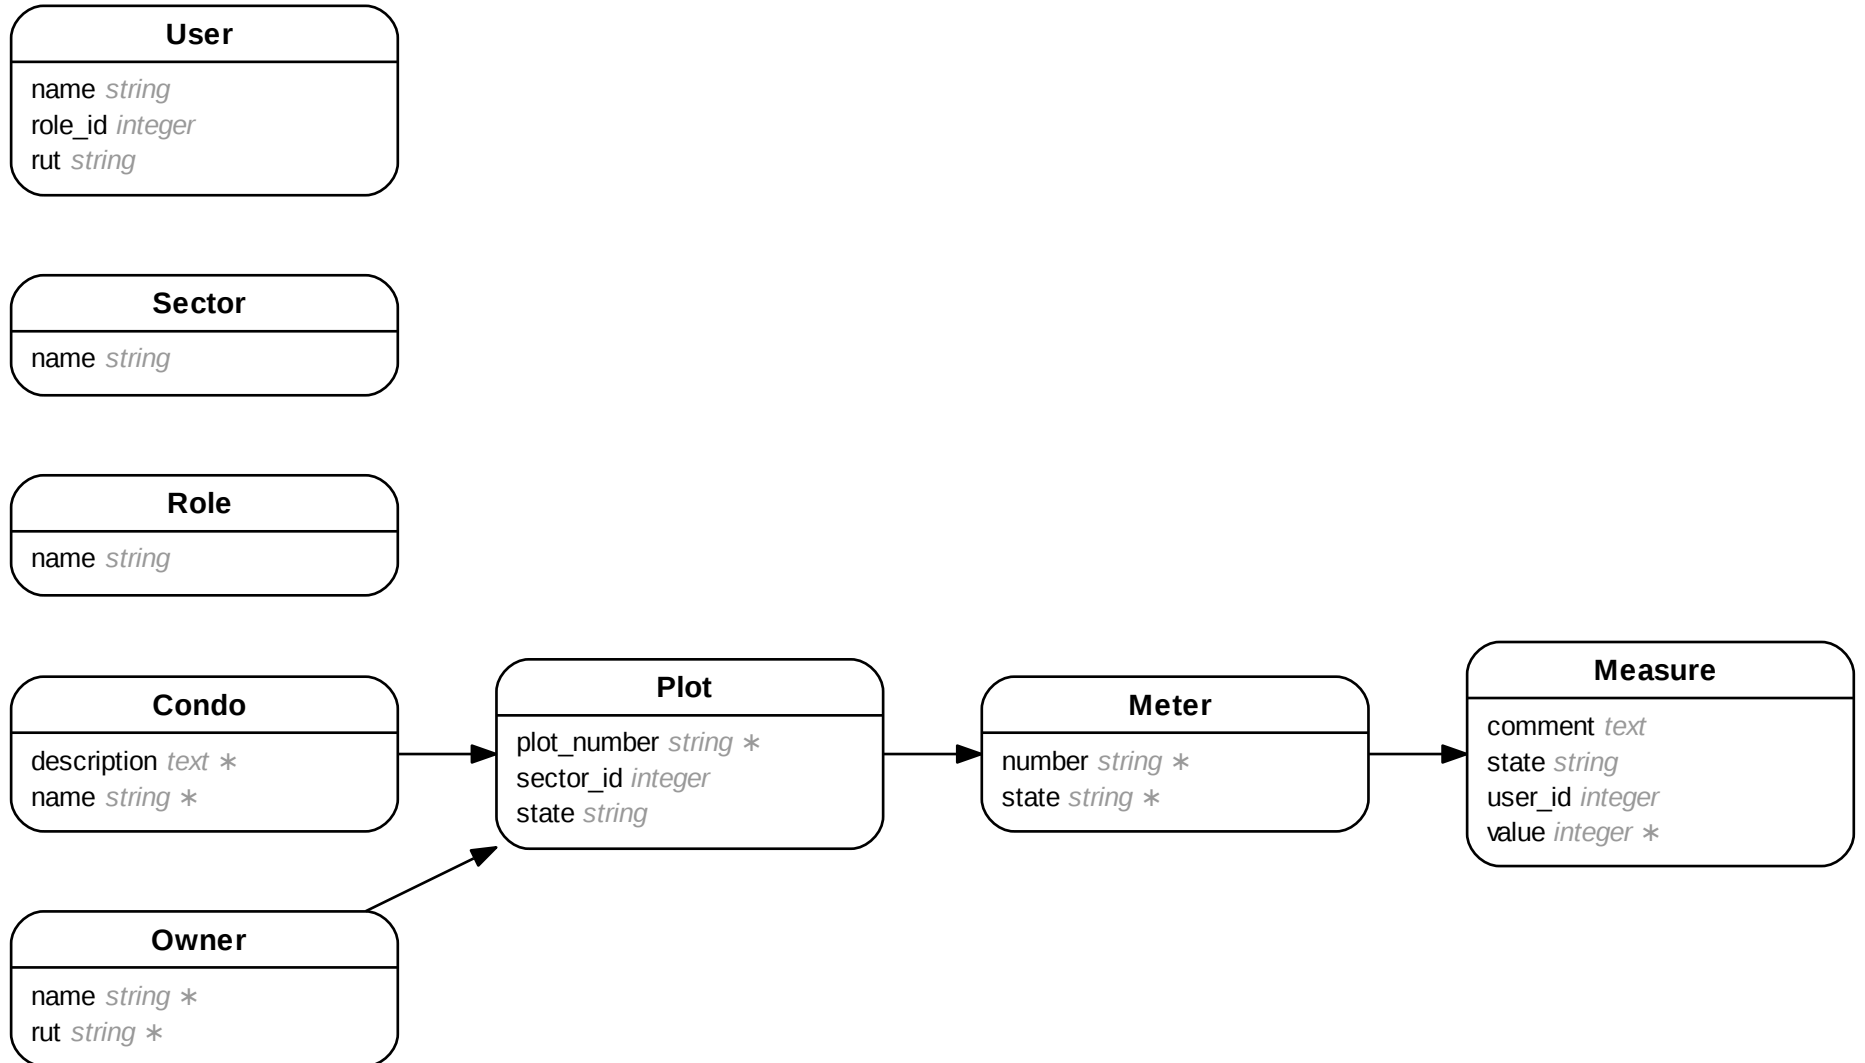 User
name string
role_id integer
rut string
Sector
name string
Role
name string
Condo
description text ∗
name string ∗
Plot
plot_number string ∗
sector_id integer
state string
Meter
number string ∗
state string ∗
Measure
comment text
state string
user_id integer
value integer ∗
Owner
name string ∗
rut string ∗